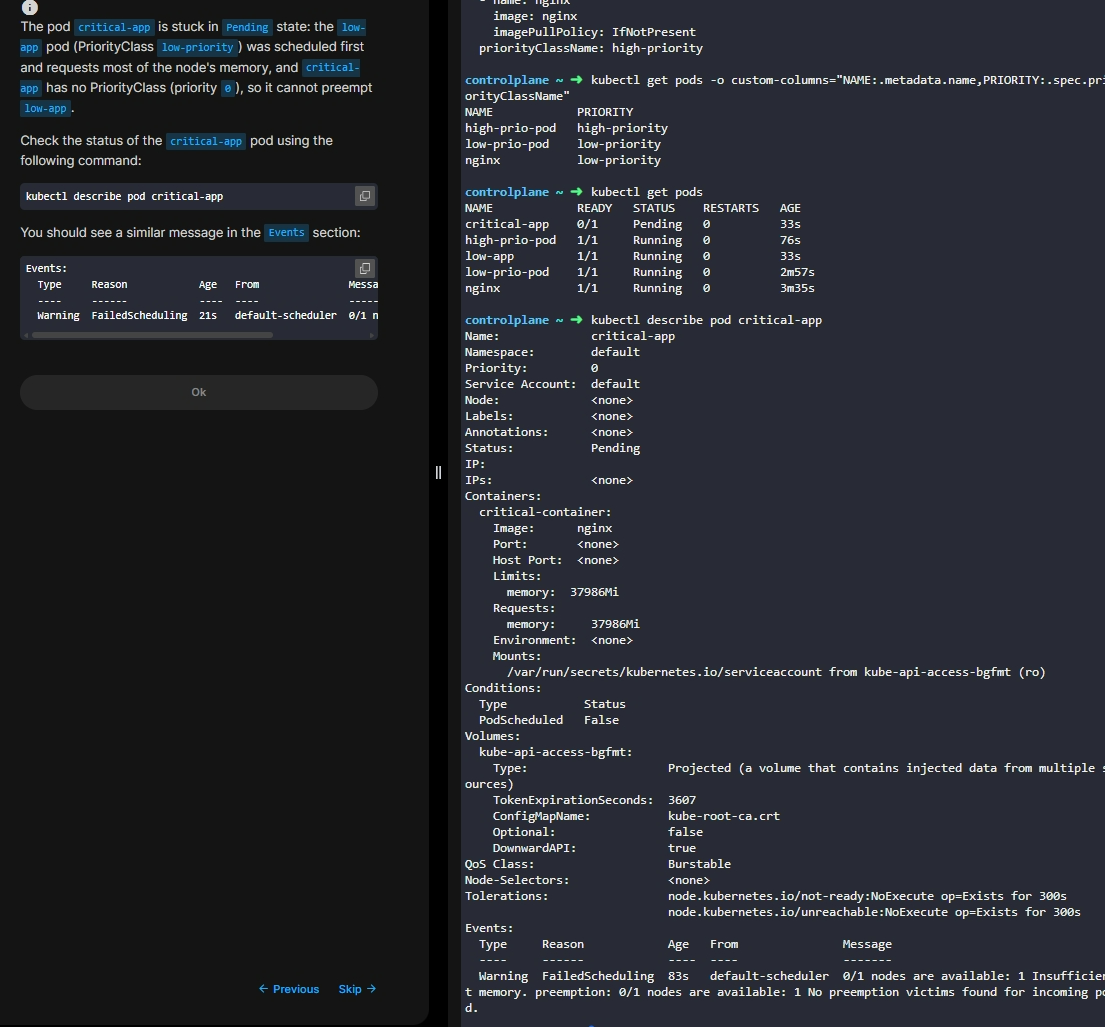 The pod critical-app is stuck in Pending state: the low-
app pod (PriorityClass low-priority ) was scheduled first
and requests most of the node's memory, and critical-
app has no PriorityClass (priority 0 ), so it cannot preempt
low-app .
Check the status of the critical-app pod using the
following command:
kubectl describe pod critical-app
You should see a similar message in the Events section:
Events:
Type Reason Age From Messa
---- ------ ---- ---- -----
Warning FailedScheduling 21s default-scheduler 0/1 n
Ok
← Previous Skip →
- name: nginx
image: nginx
imagePullPolicy: IfNotPresent
priorityClassName: high-priority
controlplane ~ ➜ kubectl get pods -o custom-columns="NAME:.metadata.name,PRIORITY:.spec.pri
orityClassName"
NAME PRIORITY
high-prio-pod high-priority
low-prio-pod low-priority
nginx low-priority
controlplane ~ ➜ kubectl get pods
NAME READY STATUS RESTARTS AGE
critical-app 0/1 Pending 0 33s
high-prio-pod 1/1 Running 0 76s
low-app 1/1 Running 0 33s
low-prio-pod 1/1 Running 0 2m57s
nginx 1/1 Running 0 3m35s
controlplane ~ ➜ kubectl describe pod critical-app
Name: critical-app
Namespace: default
Priority: 0
Service Account: default
Node: <none>
Labels: <none>
Annotations: <none>
Status: Pending
IP:
IPs: <none>
Containers:
critical-container:
Image: nginx
Port: <none>
Host Port: <none>
Limits:
memory: 37986Mi
Requests:
memory: 37986Mi
Environment: <none>
Mounts:
/var/run/secrets/kubernetes.io/serviceaccount from kube-api-access-bgfmt (ro)
Conditions:
Type Status
PodScheduled False
Volumes:
kube-api-access-bgfmt:
Type: Projected (a volume that contains injected data from multiple s
ources)
TokenExpirationSeconds: 3607
ConfigMapName: kube-root-ca.crt
Optional: false
DownwardAPI: true
QoS Class: Burstable
Node-Selectors: <none>
Tolerations: node.kubernetes.io/not-ready:NoExecute op=Exists for 300s
node.kubernetes.io/unreachable:NoExecute op=Exists for 300s
Events:
Type Reason Age From Message
---- ------ ---- ---- -------
Warning FailedScheduling 83s default-scheduler 0/1 nodes are available: 1 Insufficien
t memory. preemption: 0/1 nodes are available: 1 No preemption victims found for incoming po
d.